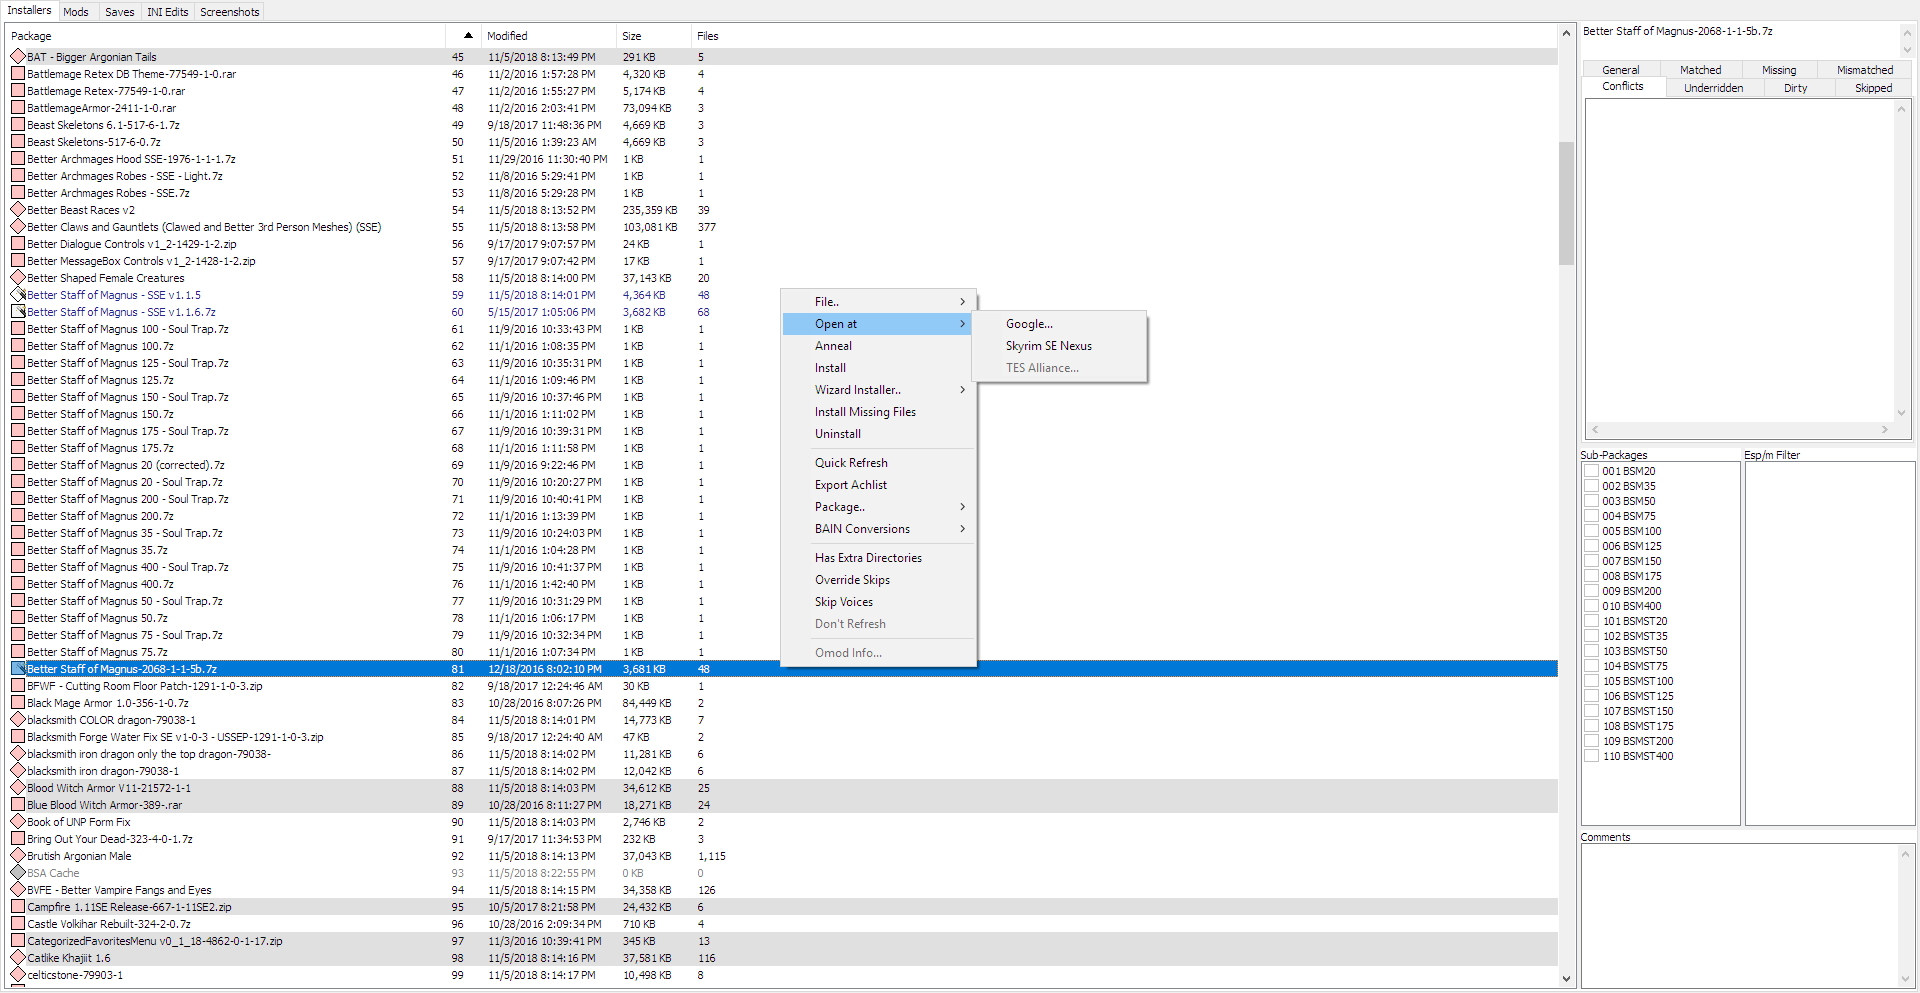 Installers Mods Saves INI Edits Screenshots
Package Modified Size Files
BAT - Bigger Argonian Tails 45 11/5/2018 8:13:49 PM 291 KB 5
Battlemage Retex DB Theme-77549-1-0.rar 46 11/2/2016 1:57:28 PM 4,320 KB 4
Battlemage Retex-77549-1-0.rar 47 11/2/2016 1:55:27 PM 5,174 KB 4
BattlemageArmor-2411-1-0.rar 48 11/2/2016 2:03:41 PM 73,094 KB 3
Beast Skeletons 6.1-517-6-1.7z 49 9/18/2017 11:48:36 PM 4,669 KB 3
Beast Skeletons-517-6-0.7z 50 11/5/2016 1:39:23 AM 4,669 KB 3
Better Archmages Hood SSE-1976-1-1-1.7z 51 11/29/2016 11:30:40 PM 1 KB 1
Better Archmages Robes - SSE - Light.7z 52 11/8/2016 5:29:41 PM 1 KB 1
Better Archmages Robes - SSE.7z 53 11/8/2016 5:29:28 PM 1 KB 1
Better Beast Races v2 54 11/5/2018 8:13:52 PM 235,359 KB 39
Better Claws and Gauntlets (Clawed and Better 3rd Person Meshes) (SSE) 55 11/5/2018 8:13:58 PM 103,081 KB 377
Better Dialogue Controls v1_2-1429-1-2.zip 56 9/17/2017 9:07:57 PM 24 KB 1
Better MessageBox Controls v1_2-1428-1-2.zip 57 9/17/2017 9:07:42 PM 17 KB 1
Better Shaped Female Creatures 58 11/5/2018 8:14:00 PM 37,143 KB 20
Better Staff of Magnus - SSE v1.1.5 59 11/5/2018 8:14:01 PM 4,364 KB 48
Better Staff of Magnus - SSE v1.1.6.7z 60 5/15/2017 1:05:06 PM 3,682 KB 68
Better Staff of Magnus 100 - Soul Trap.7z 61 11/9/2016 10:33:43 PM 1 KB 1
Better Staff of Magnus 100.7z 62 11/1/2016 1:08:35 PM 1 KB 1
Better Staff of Magnus 125 - Soul Trap.7z 63 11/9/2016 10:35:31 PM 1 KB 1
Better Staff of Magnus 125.7z 64 11/1/2016 1:09:46 PM 1 KB 1
Better Staff of Magnus 150 - Soul Trap.7z 65 11/9/2016 10:37:46 PM 1 KB 1
Better Staff of Magnus 150.7z 66 11/1/2016 1:11:02 PM 1 KB 1
Better Staff of Magnus 175 - Soul Trap.7z 67 11/9/2016 10:39:31 PM 1 KB 1
Better Staff of Magnus 175.7z 68 11/1/2016 1:11:58 PM 1 KB 1
Better Staff of Magnus 20 (corrected).7z 69 11/9/2016 9:22:46 PM 1 KB 1
Better Staff of Magnus 20 - Soul Trap.7z 70 11/9/2016 10:20:27 PM 1 KB 1
Better Staff of Magnus 200 - Soul Trap.7z 71 11/9/2016 10:40:41 PM 1 KB 1
Better Staff of Magnus 200.7z 72 11/1/2016 1:13:39 PM 1 KB 1
Better Staff of Magnus 35 - Soul Trap.7z 73 11/9/2016 10:24:03 PM 1 KB 1
Better Staff of Magnus 35.7z 74 11/1/2016 1:04:28 PM 1 KB 1
Better Staff of Magnus 400 - Soul Trap.7z 75 11/9/2016 10:41:37 PM 1 KB 1
Better Staff of Magnus 400.7z 76 11/1/2016 1:42:40 PM 1 KB 1
Better Staff of Magnus 50 - Soul Trap.7z 77 11/9/2016 10:31:29 PM 1 KB 1
Better Staff of Magnus 50.7z 78 11/1/2016 1:06:17 PM 1 KB 1
Better Staff of Magnus 75 - Soul Trap.7z 79 11/9/2016 10:32:34 PM 1 KB 1
Better Staff of Magnus 75.7z 80 11/1/2016 1:07:34 PM 1 KB 1
Better Staff of Magnus-2068-1-1-5b.7z 81 12/18/2016 8:02:10 PM 3,681 KB 48
BFWF - Cutting Room Floor Patch-1291-1-0-3.zip 82 9/18/2017 12:24:46 AM 30 KB 1
Black Mage Armor 1.0-356-1-0.7z 83 10/28/2016 8:07:26 PM 84,449 KB 2
blacksmith COLOR dragon-79038-1 84 11/5/2018 8:14:01 PM 14,773 KB 7
Blacksmith Forge Water Fix SE v1-0-3 - USSEP-1291-1-0-3.zip 85 9/18/2017 12:24:40 AM 47 KB 2
blacksmith iron dragon only the top dragon-79038- 86 11/5/2018 8:14:02 PM 11,281 KB 6
blacksmith iron dragon-79038-1 87 11/5/2018 8:14:02 PM 12,042 KB 6
Blood Witch Armor V11-21572-1-1 88 11/5/2018 8:14:03 PM 34,612 KB 25
Blue Blood Witch Armor-389-.rar 89 10/28/2016 8:11:27 PM 18,271 KB 24
Book of UNP Form Fix 90 11/5/2018 8:14:03 PM 2,746 KB 2
Bring Out Your Dead-323-4-0-1.7z 91 9/17/2017 11:34:53 PM 232 KB 3
Brutish Argonian Male 92 11/5/2018 8:14:13 PM 37,043 KB 1,115
BSA Cache 93 11/5/2018 8:22:55 PM 0 KB 0
BVFE - Better Vampire Fangs and Eyes 94 11/5/2018 8:14:15 PM 34,358 KB 126
Campfire 1.11SE Release-667-1-11SE2.zip 95 10/5/2017 8:21:58 PM 24,432 KB 6
Castle Volkihar Rebuilt-324-2-0.7z 96 10/28/2016 2:09:34 PM 710 KB 4
CategorizedFavoritesMenu v0_1_18-4862-0-1-17.zip 97 11/3/2016 10:39:41 PM 345 KB 13
Catlike Khajiit 1.6 98 11/5/2018 8:14:16 PM 37,581 KB 116
celticstone-79903-1 99 11/5/2018 8:14:17 PM 10,498 KB 8
File..
Open at
Anneal
Install
Wizard Installer..
Install Missing Files
Uninstall
Quick Refresh
Export Achlist
Package..
BAIN Conversions
Has Extra Directories
Override Skips
Skip Voices
Don't Refresh
Omod Info...
Google...
Skyrim SE Nexus
TES Alliance...
Better Staff of Magnus-2068-1-1-5b.7z
General Matched Missing Mismatched
Conflicts Underridden Dirty Skipped
Sub-Packages Esp/m Filter
001 BSM20
002 BSM35
003 BSM50
004 BSM75
005 BSM100
006 BSM125
007 BSM150
008 BSM175
009 BSM200
010 BSM400
101 BSMST20
102 BSMST35
103 BSMST50
104 BSMST75
105 BSMST100
106 BSMST125
107 BSMST150
108 BSMST175
109 BSMST200
110 BSMST400
Comments